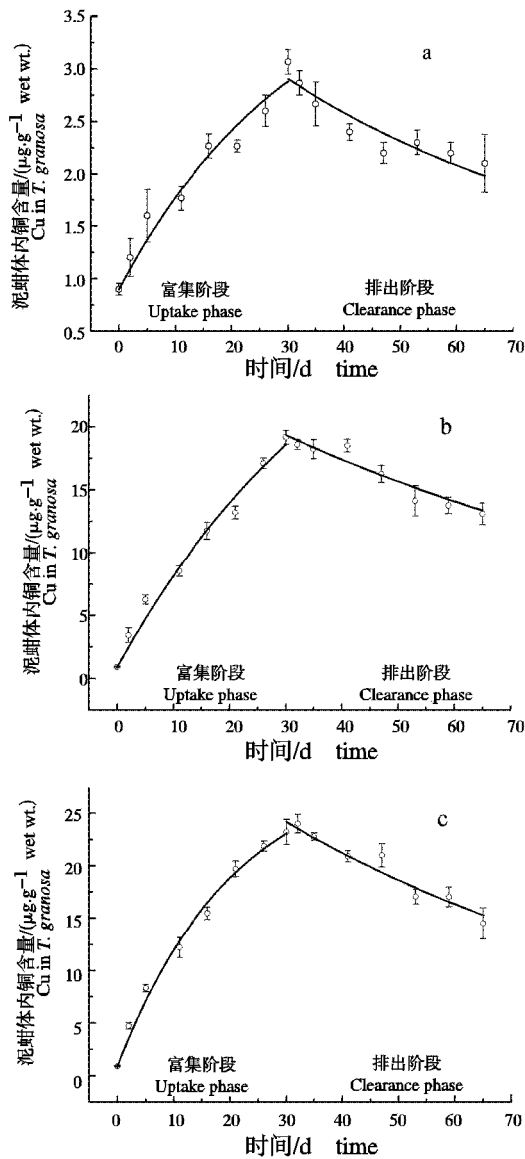 a
泥蚶体内铜含量/(μg·g⁻¹ wet wt.)
Cu in T. granosa
3.5
3.0
2.5
2.0
1.5
1.0
0.5
富集阶段
Uptake phase
排出阶段
Clearance phase
0 10 20 30 40 50 60 70
时间/d time
b
泥蚶体内铜含量/(μg·g⁻¹ wet wt.)
Cu in T. granosa
20
15
10
5
0
富集阶段
Uptake phase
排出阶段
Clearance phase
0 10 20 30 40 50 60 70
时间/d time
c
泥蚶体内铜含量/(μg·g⁻¹ wet wt.)
Cu in T. granosa
25
20
15
10
5
0
富集阶段
Uptake phase
排出阶段
Clearance phase
0 10 20 30 40 50 60 70
时间/d time